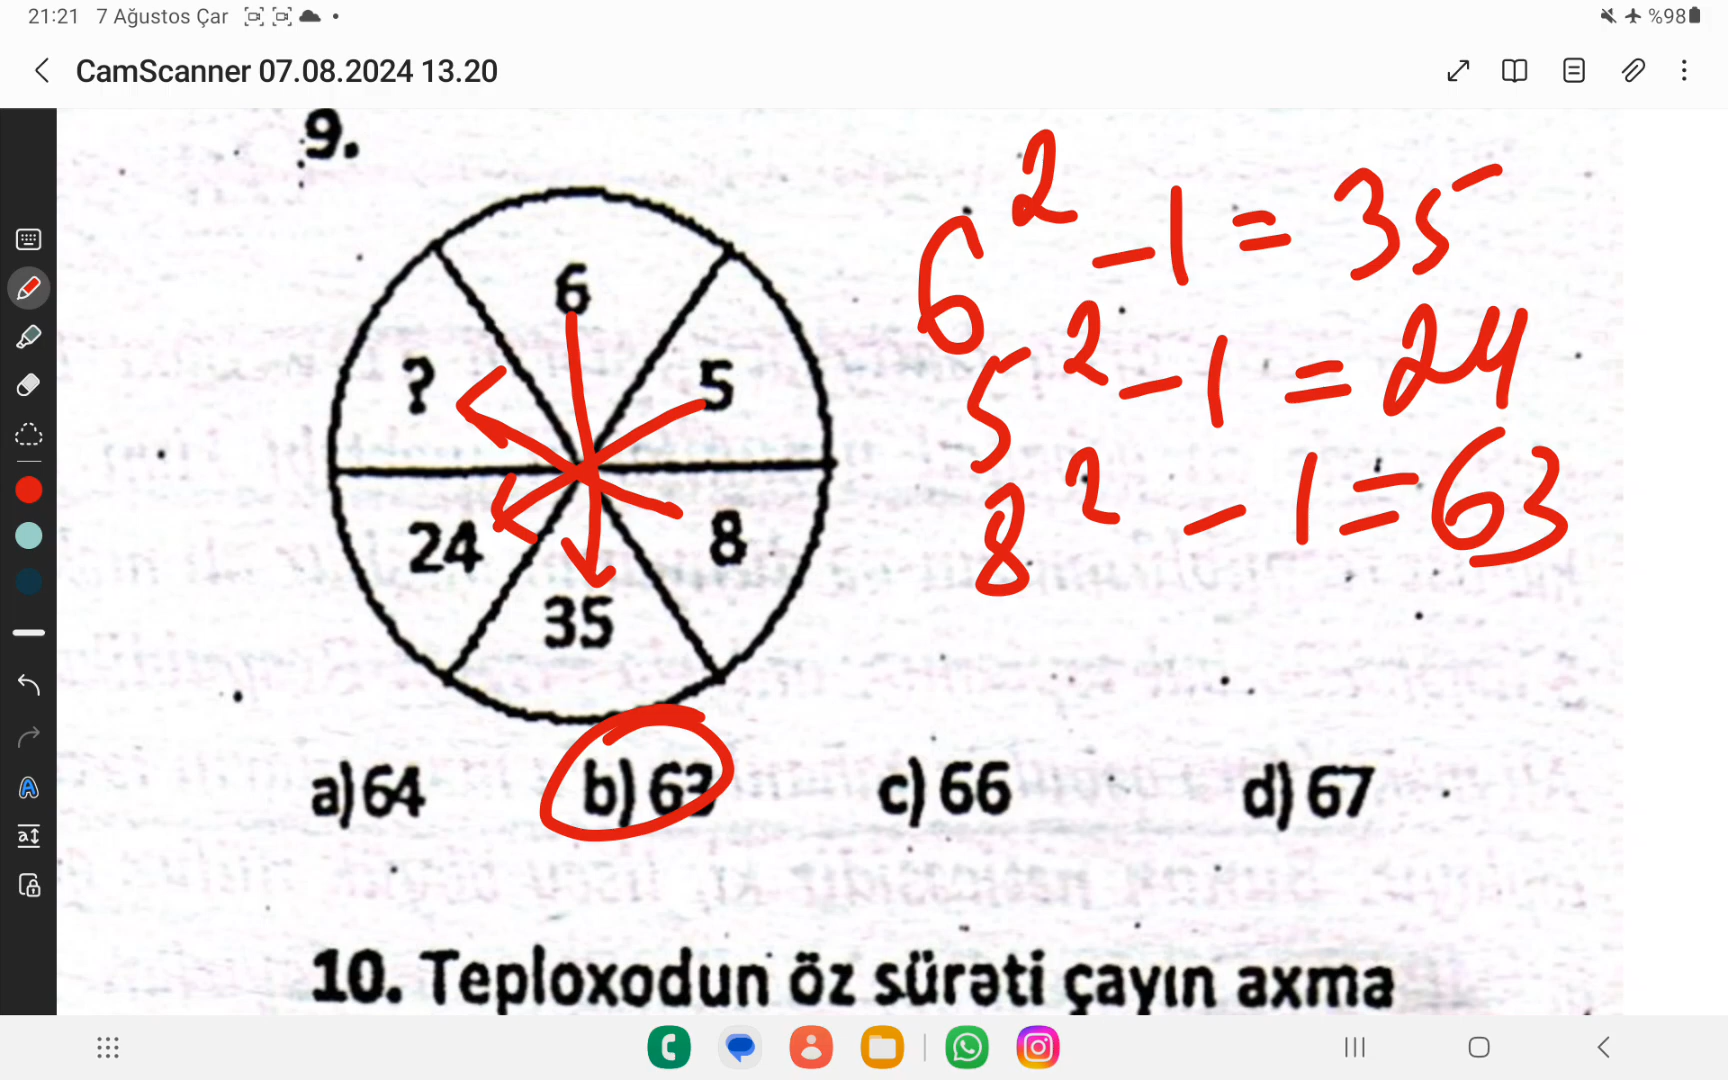 21:21 7 Ağustos Çar %98
CamScanner 07.08.2024 13.20
9.
6
?
5
24
8
35
6² - 1 = 35
5² - 1 = 24
8² - 1 = 63
a) 64 b) 63 c) 66 d) 67
10. Teploxodun öz sürəti çayın axma